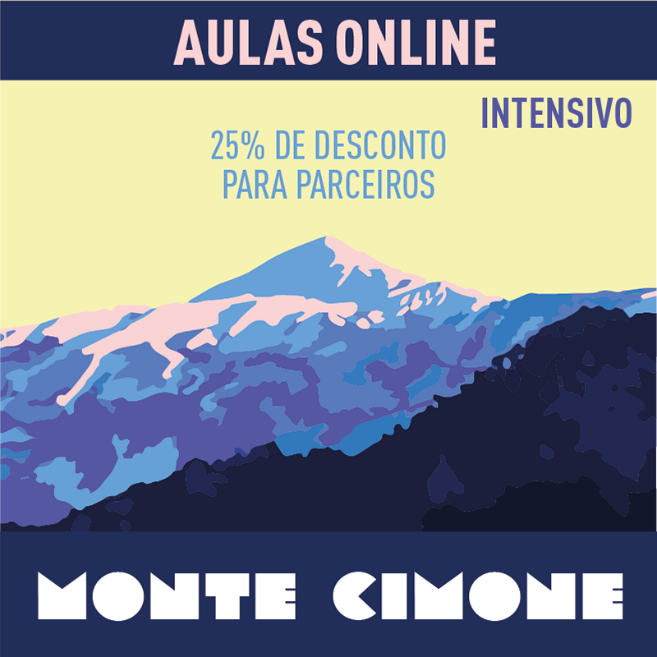 AULAS ONLINE
INTENSIVO
25% DE DESCONTO
PARA PARCEIROS
MONTE CIMONE